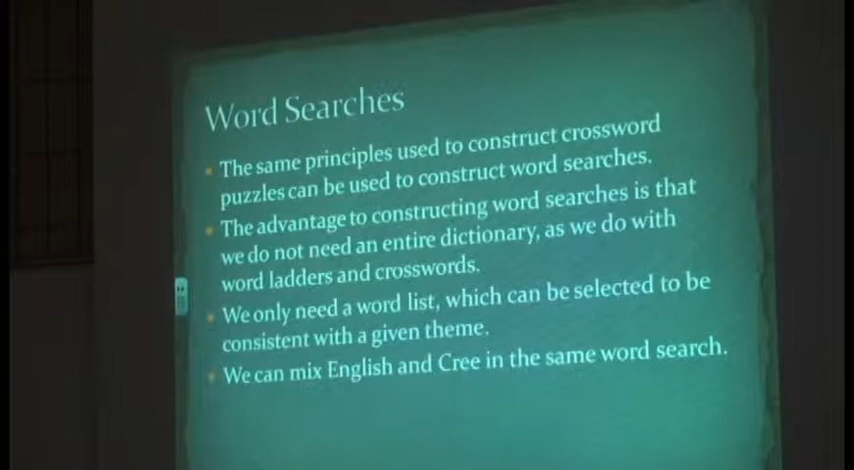 Word Searches
• The same principles used to construct crossword
puzzles can be used to construct word searches.
• The advantage to constructing word searches is that
we do not need an entire dictionary, as we do with
word ladders and crosswords.
• We only need a word list, which can be selected to be
consistent with a given theme.
• We can mix English and Cree in the same word search.